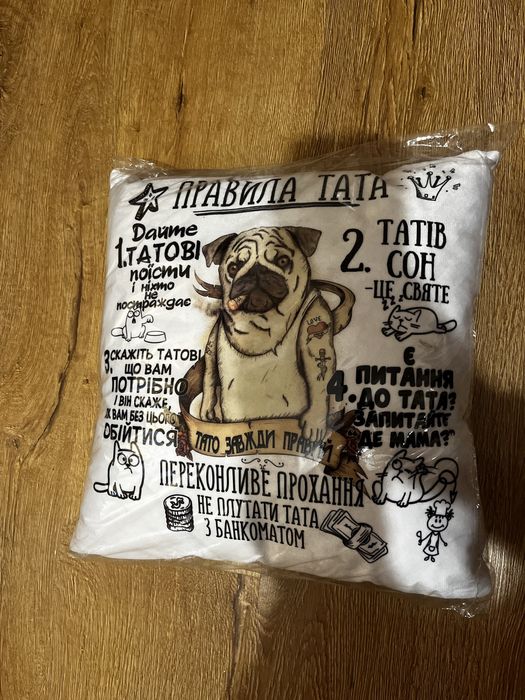 ПРАВИЛА ТАТА
Дайте
1. ТАТОВІ
поїсти
і ніхто
не
постраждає
2. ТАТІВ
СОН
-ЦЕ СВЯТЕ
zzz
LOVE
3. СКАЖІТЬ ТАТОВІ
ЩО ВАМ
ПОТРІБНО
І ВІН СКАЖЕ,
ЯК ВАМ БЕЗ ЦЬОГО
ОБІЙТИСЯ
Є
4. ПИТАННЯ
ДО ТАТА?
ЗАПИТАЙТЕ
"ДЕ МАМА?"
ТАТО ЗАВЖДИ
ПЕРЕКОНЛИВЕ ПРОХАННЯ
НЕ ПЛУТАТИ ТАТА
З БАНКОМАТОМ